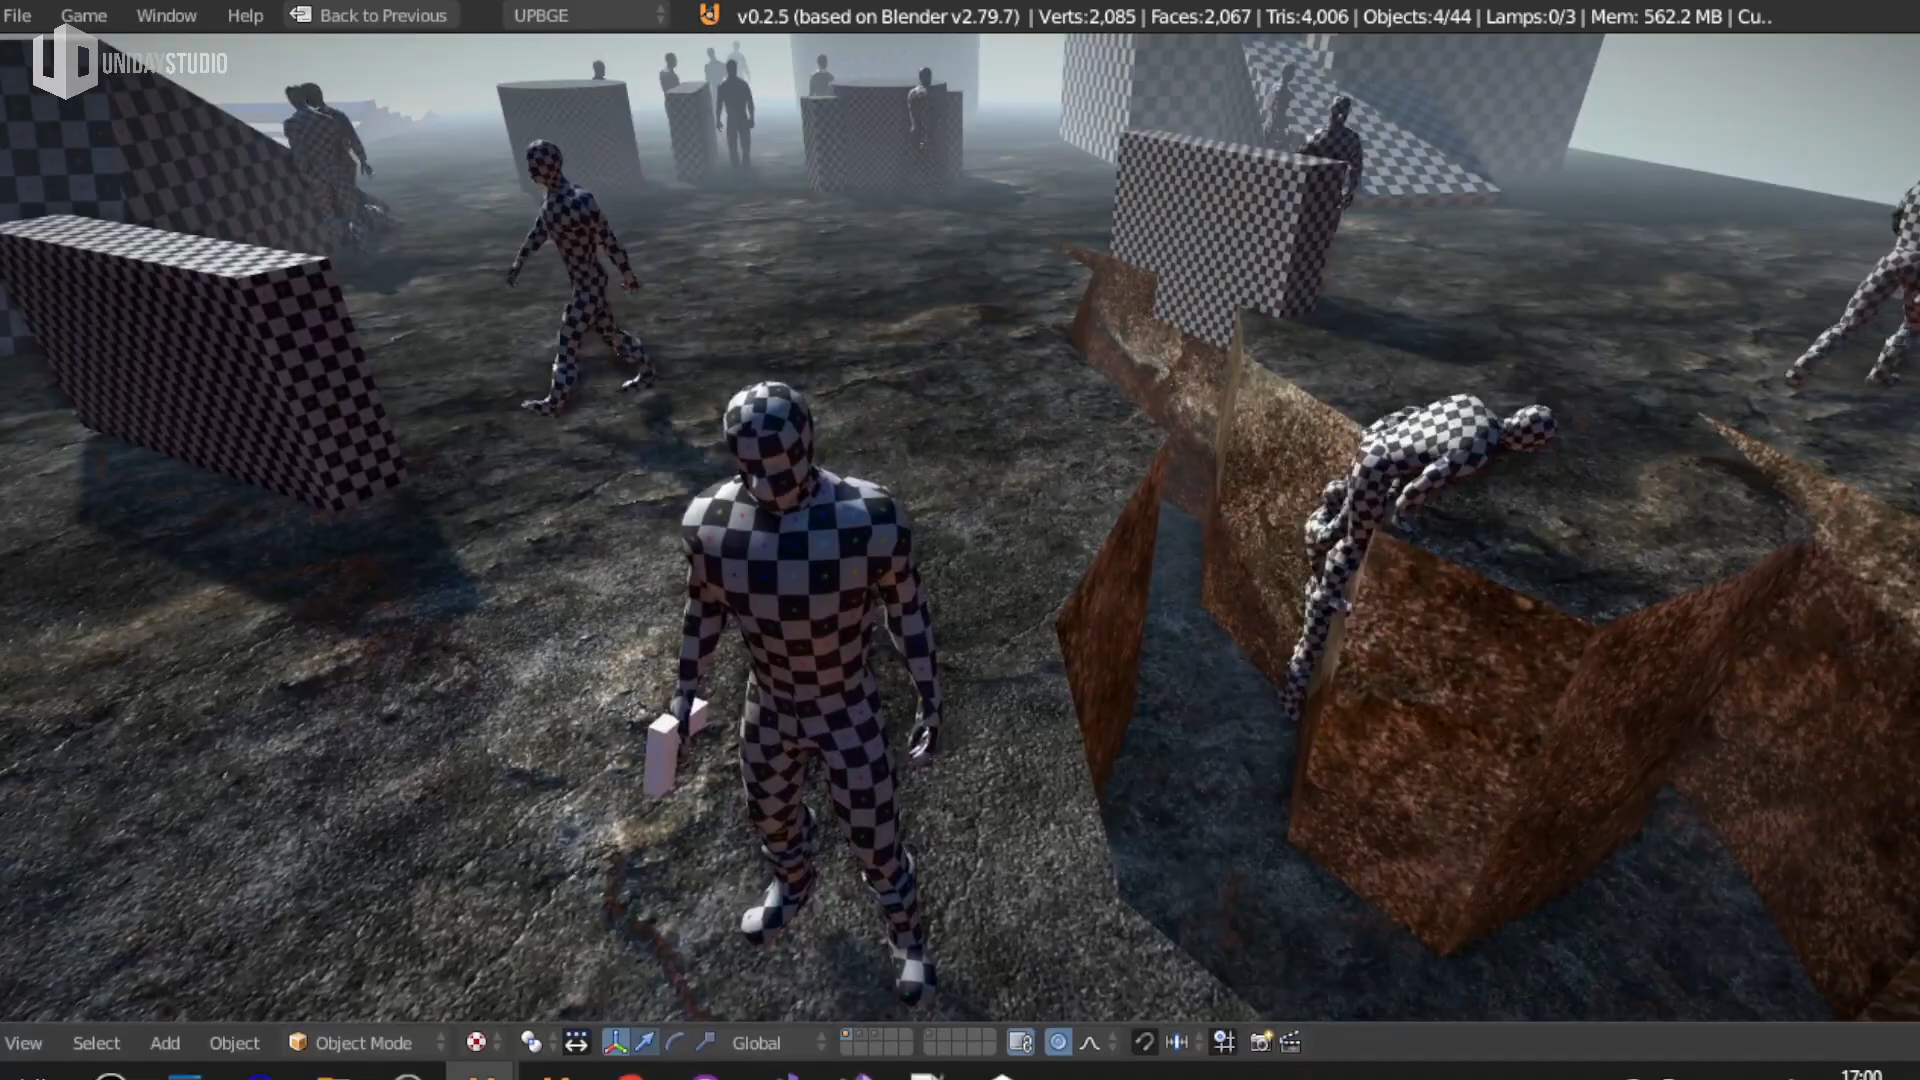 File Game Window Help Back to Previous UPBGE v0.2.5 (based on Blender v2.79.7) | Verts:2,085 | Faces:2,067 | Tris:4,006 | Objects:4/44 | Lamps:0/3 | Mem: 562.2 MB | Cu..
UNIDAY STUDIO
View Select Add Object Object Mode Global
17:00